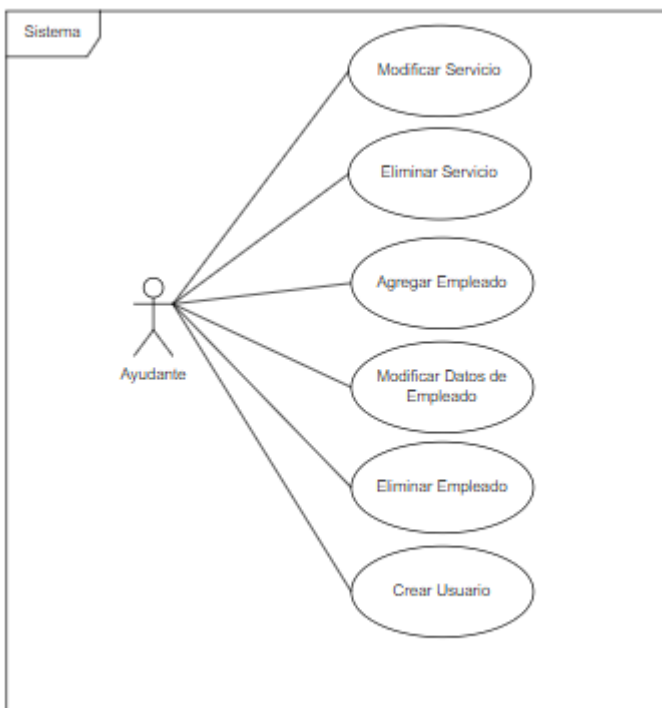 Sistema
Modificar Servicio
Eliminar Servicio
Agregar Empleado
Ayudante
Modificar Datos de
Empleado
Eliminar Empleado
Crear Usuario